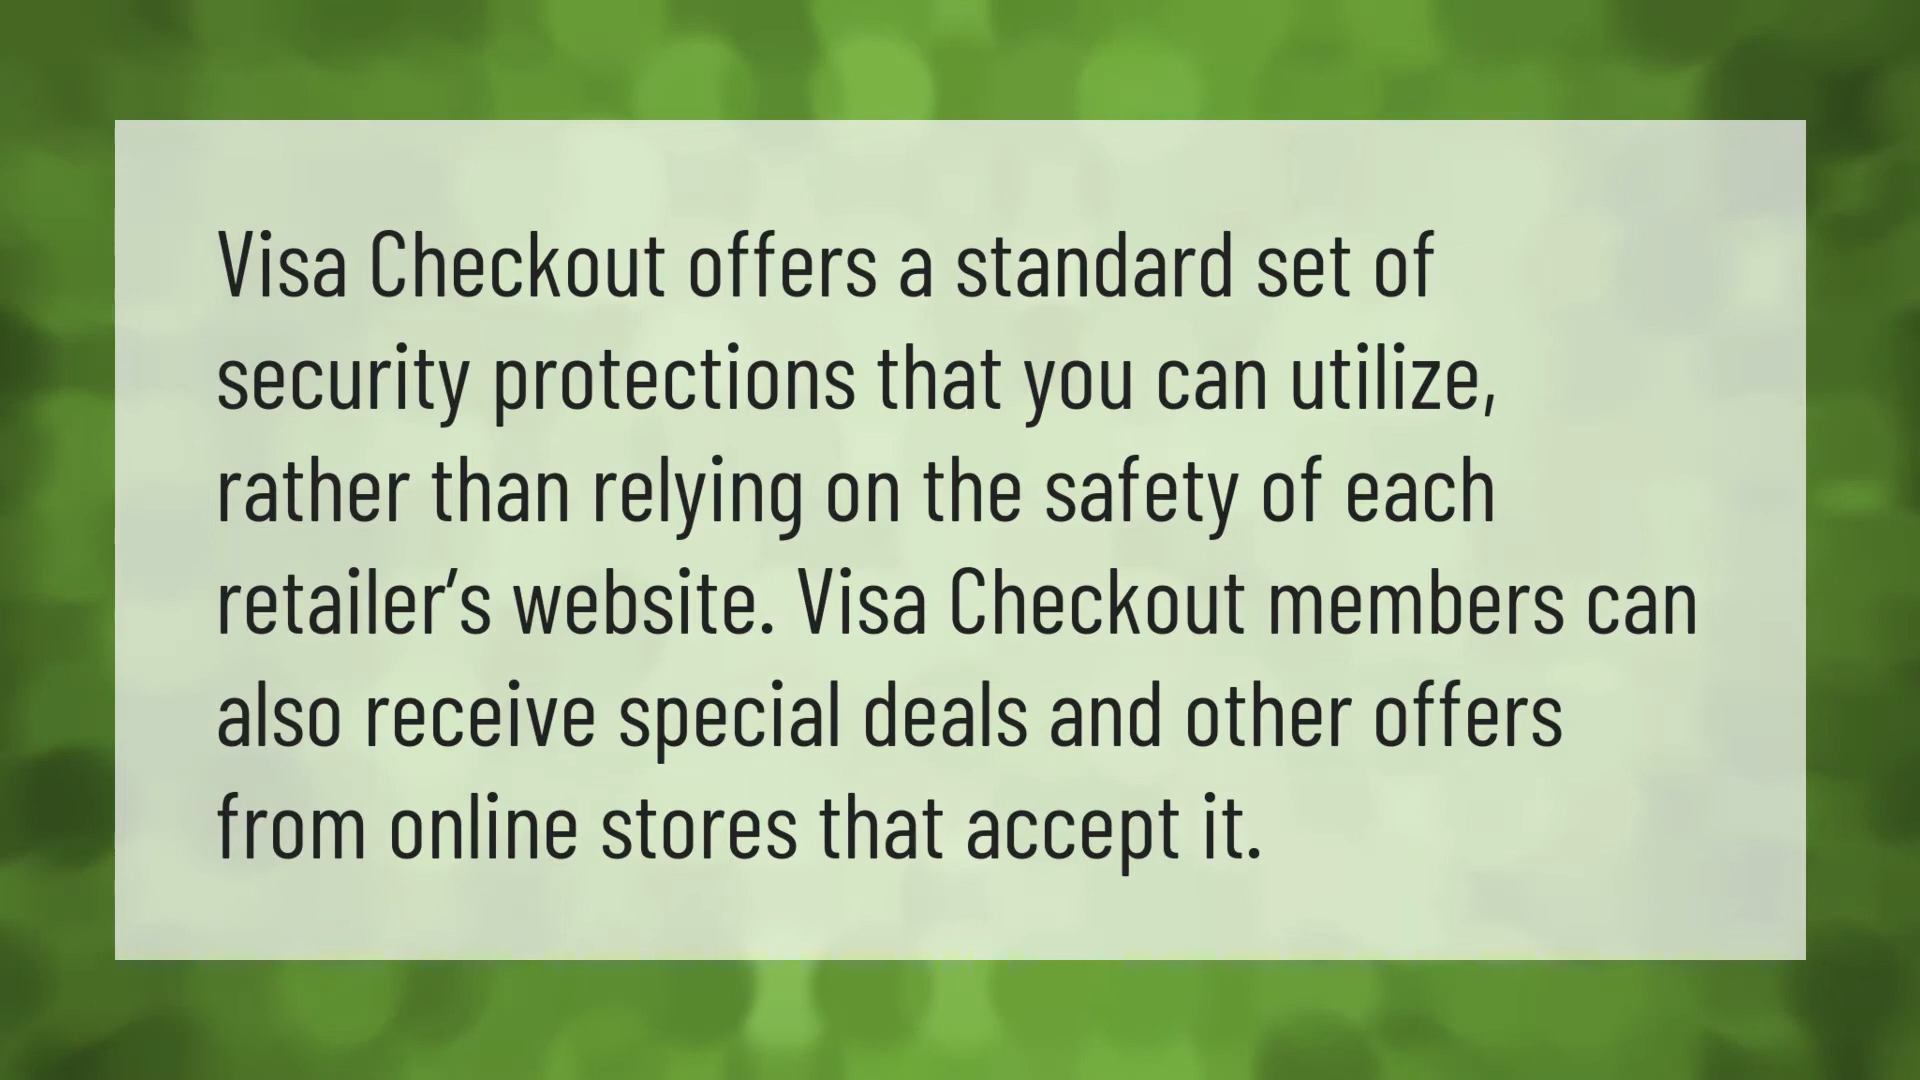 Visa Checkout offers a standard set of
security protections that you can utilize,
rather than relying on the safety of each
retailer’s website. Visa Checkout members can
also receive special deals and other offers
from online stores that accept it.